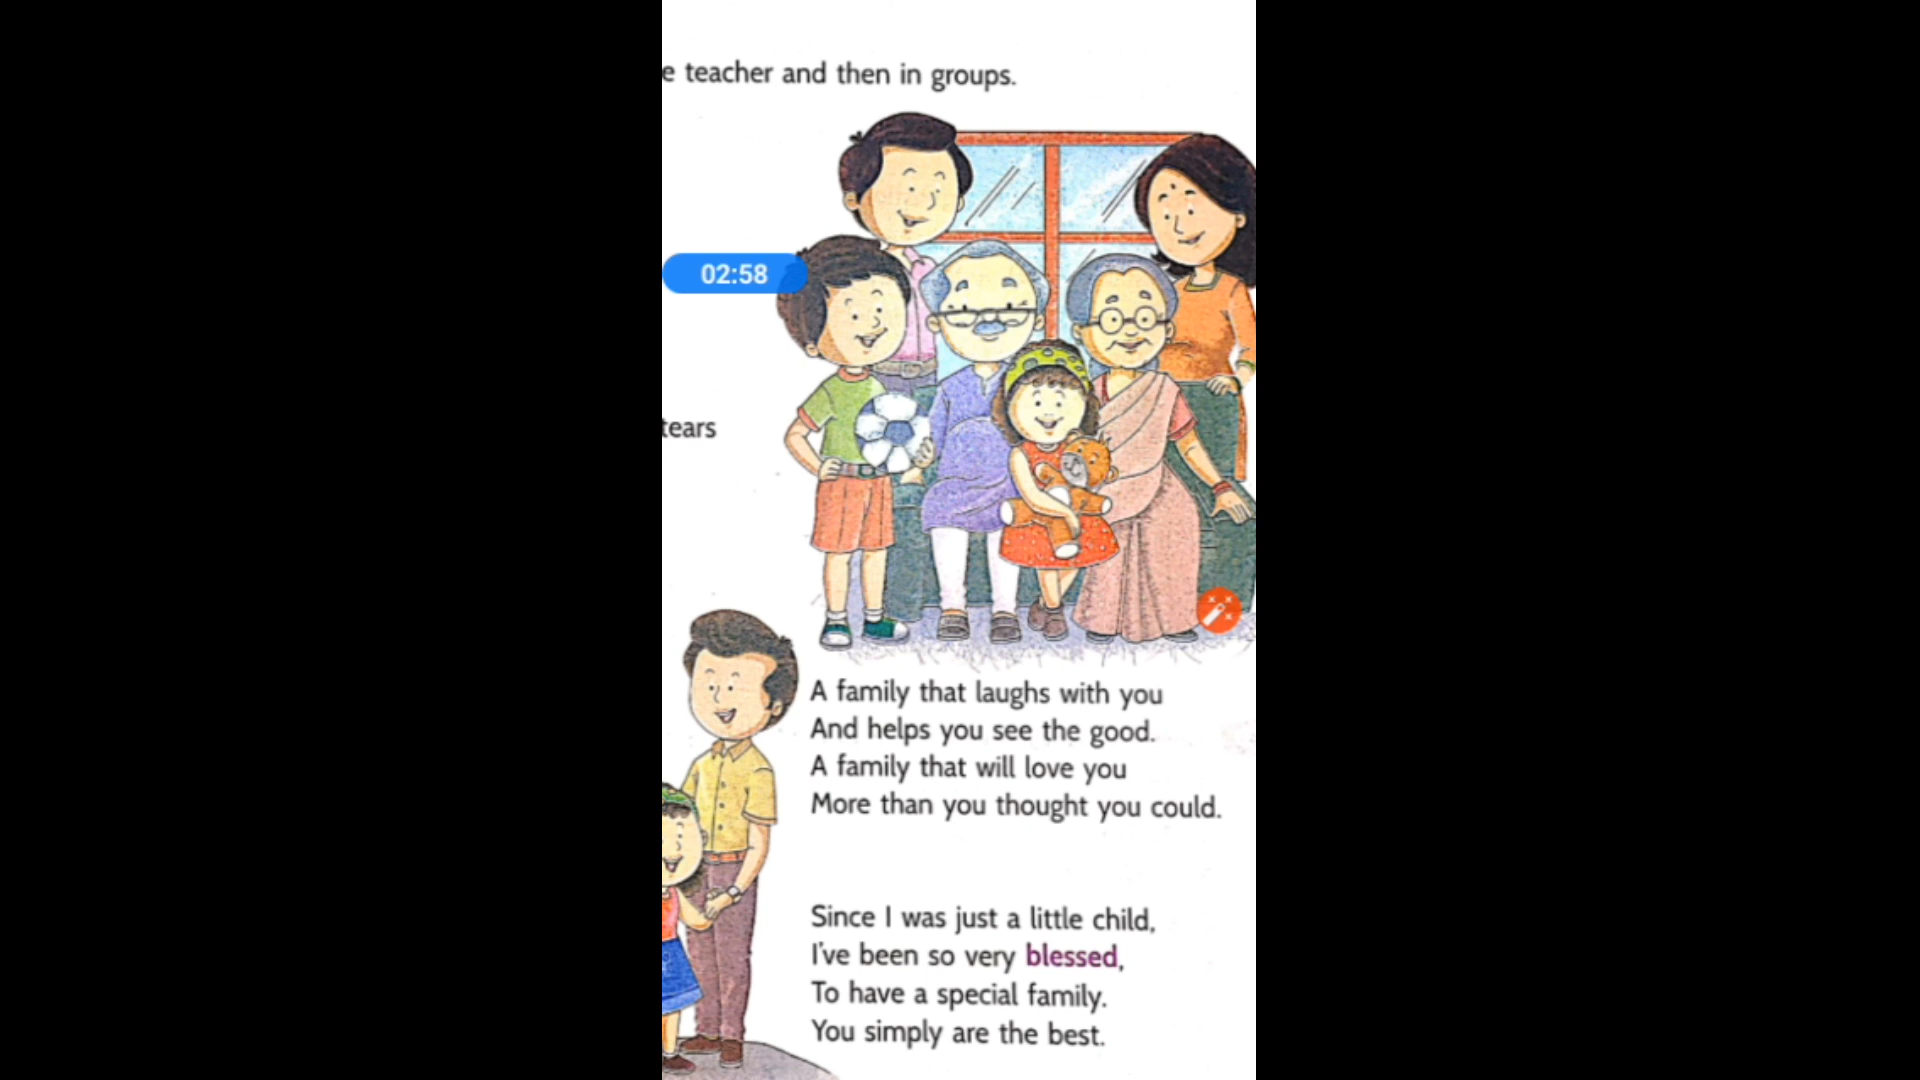 e teacher and then in groups.
02:58
tears
A family that laughs with you
And helps you see the good.
A family that will love you
More than you thought you could.
Since I was just a little child,
I've been so very blessed,
To have a special family.
You simply are the best.